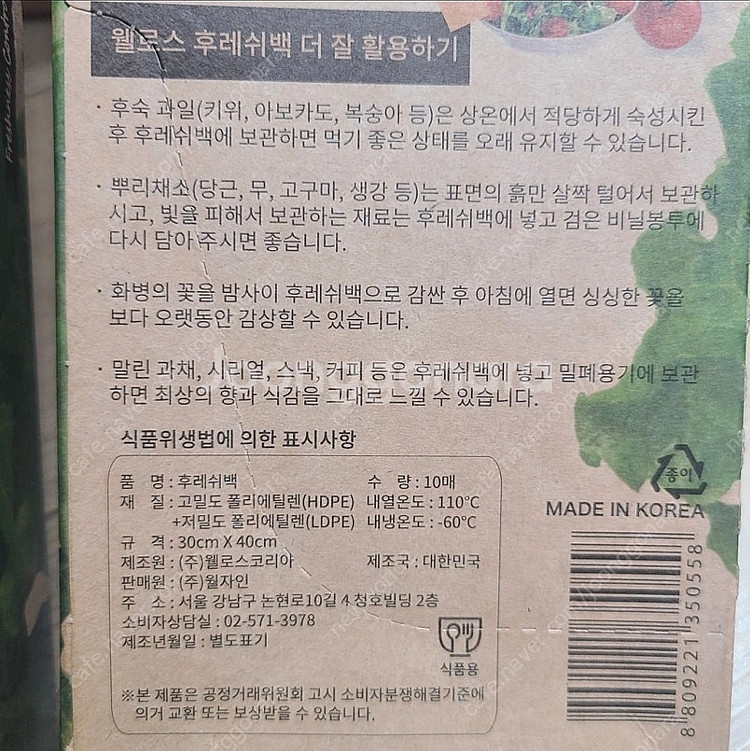 웰로스 후레쉬백 더 잘 활용하기
· 후숙 과일(키위, 아보카도, 복숭아 등)은 상온에서 적당하게 숙성시킨
후 후레쉬백에 보관하면 먹기 좋은 상태를 오래 유지할 수 있습니다.
· 뿌리채소(당근, 무, 고구마, 생강 등)는 표면의 흙만 살짝 털어서 보관하
시고, 빛을 피해서 보관하는 재료는 후레쉬백에 넣고 검은 비닐봉투에
다시 담아 주시면 좋습니다.
· 화병의 꽃을 밤사이 후레쉬백으로 감싼 후 아침에 열면 싱싱한 꽃을
보다 오랫동안 감상할 수 있습니다.
· 말린 과채, 시리얼, 스낵, 커피 등은 후레쉬백에 넣고 밀폐용기에 보관
하면 최상의 향과 식감을 그대로 느낄 수 있습니다.
식품위생법에 의한 표시사항
품 명 : 후레쉬백 수 량 : 10매
재 질 : 고밀도 폴리에틸렌(HDPE) 내열온도 : 110℃
+저밀도 폴리에틸렌(LDPE) 내냉온도 : -60℃
규 격 : 30cm X 40cm
제조원 : (주)웰로스코리아 제조국 : 대한민국
판매원 : (주)월자인
주 소 : 서울 강남구 논현로10길 4 청호빌딩 2층
소비자상담실 : 02-571-3978
제조년월일 : 별도표기
식품용
※본 제품은 공정거래위원회 고시 소비자분쟁해결기준에
의거 교환 또는 보상받을 수 있습니다.
종이
MADE IN KOREA
8 809221 350558
Freshness Contro